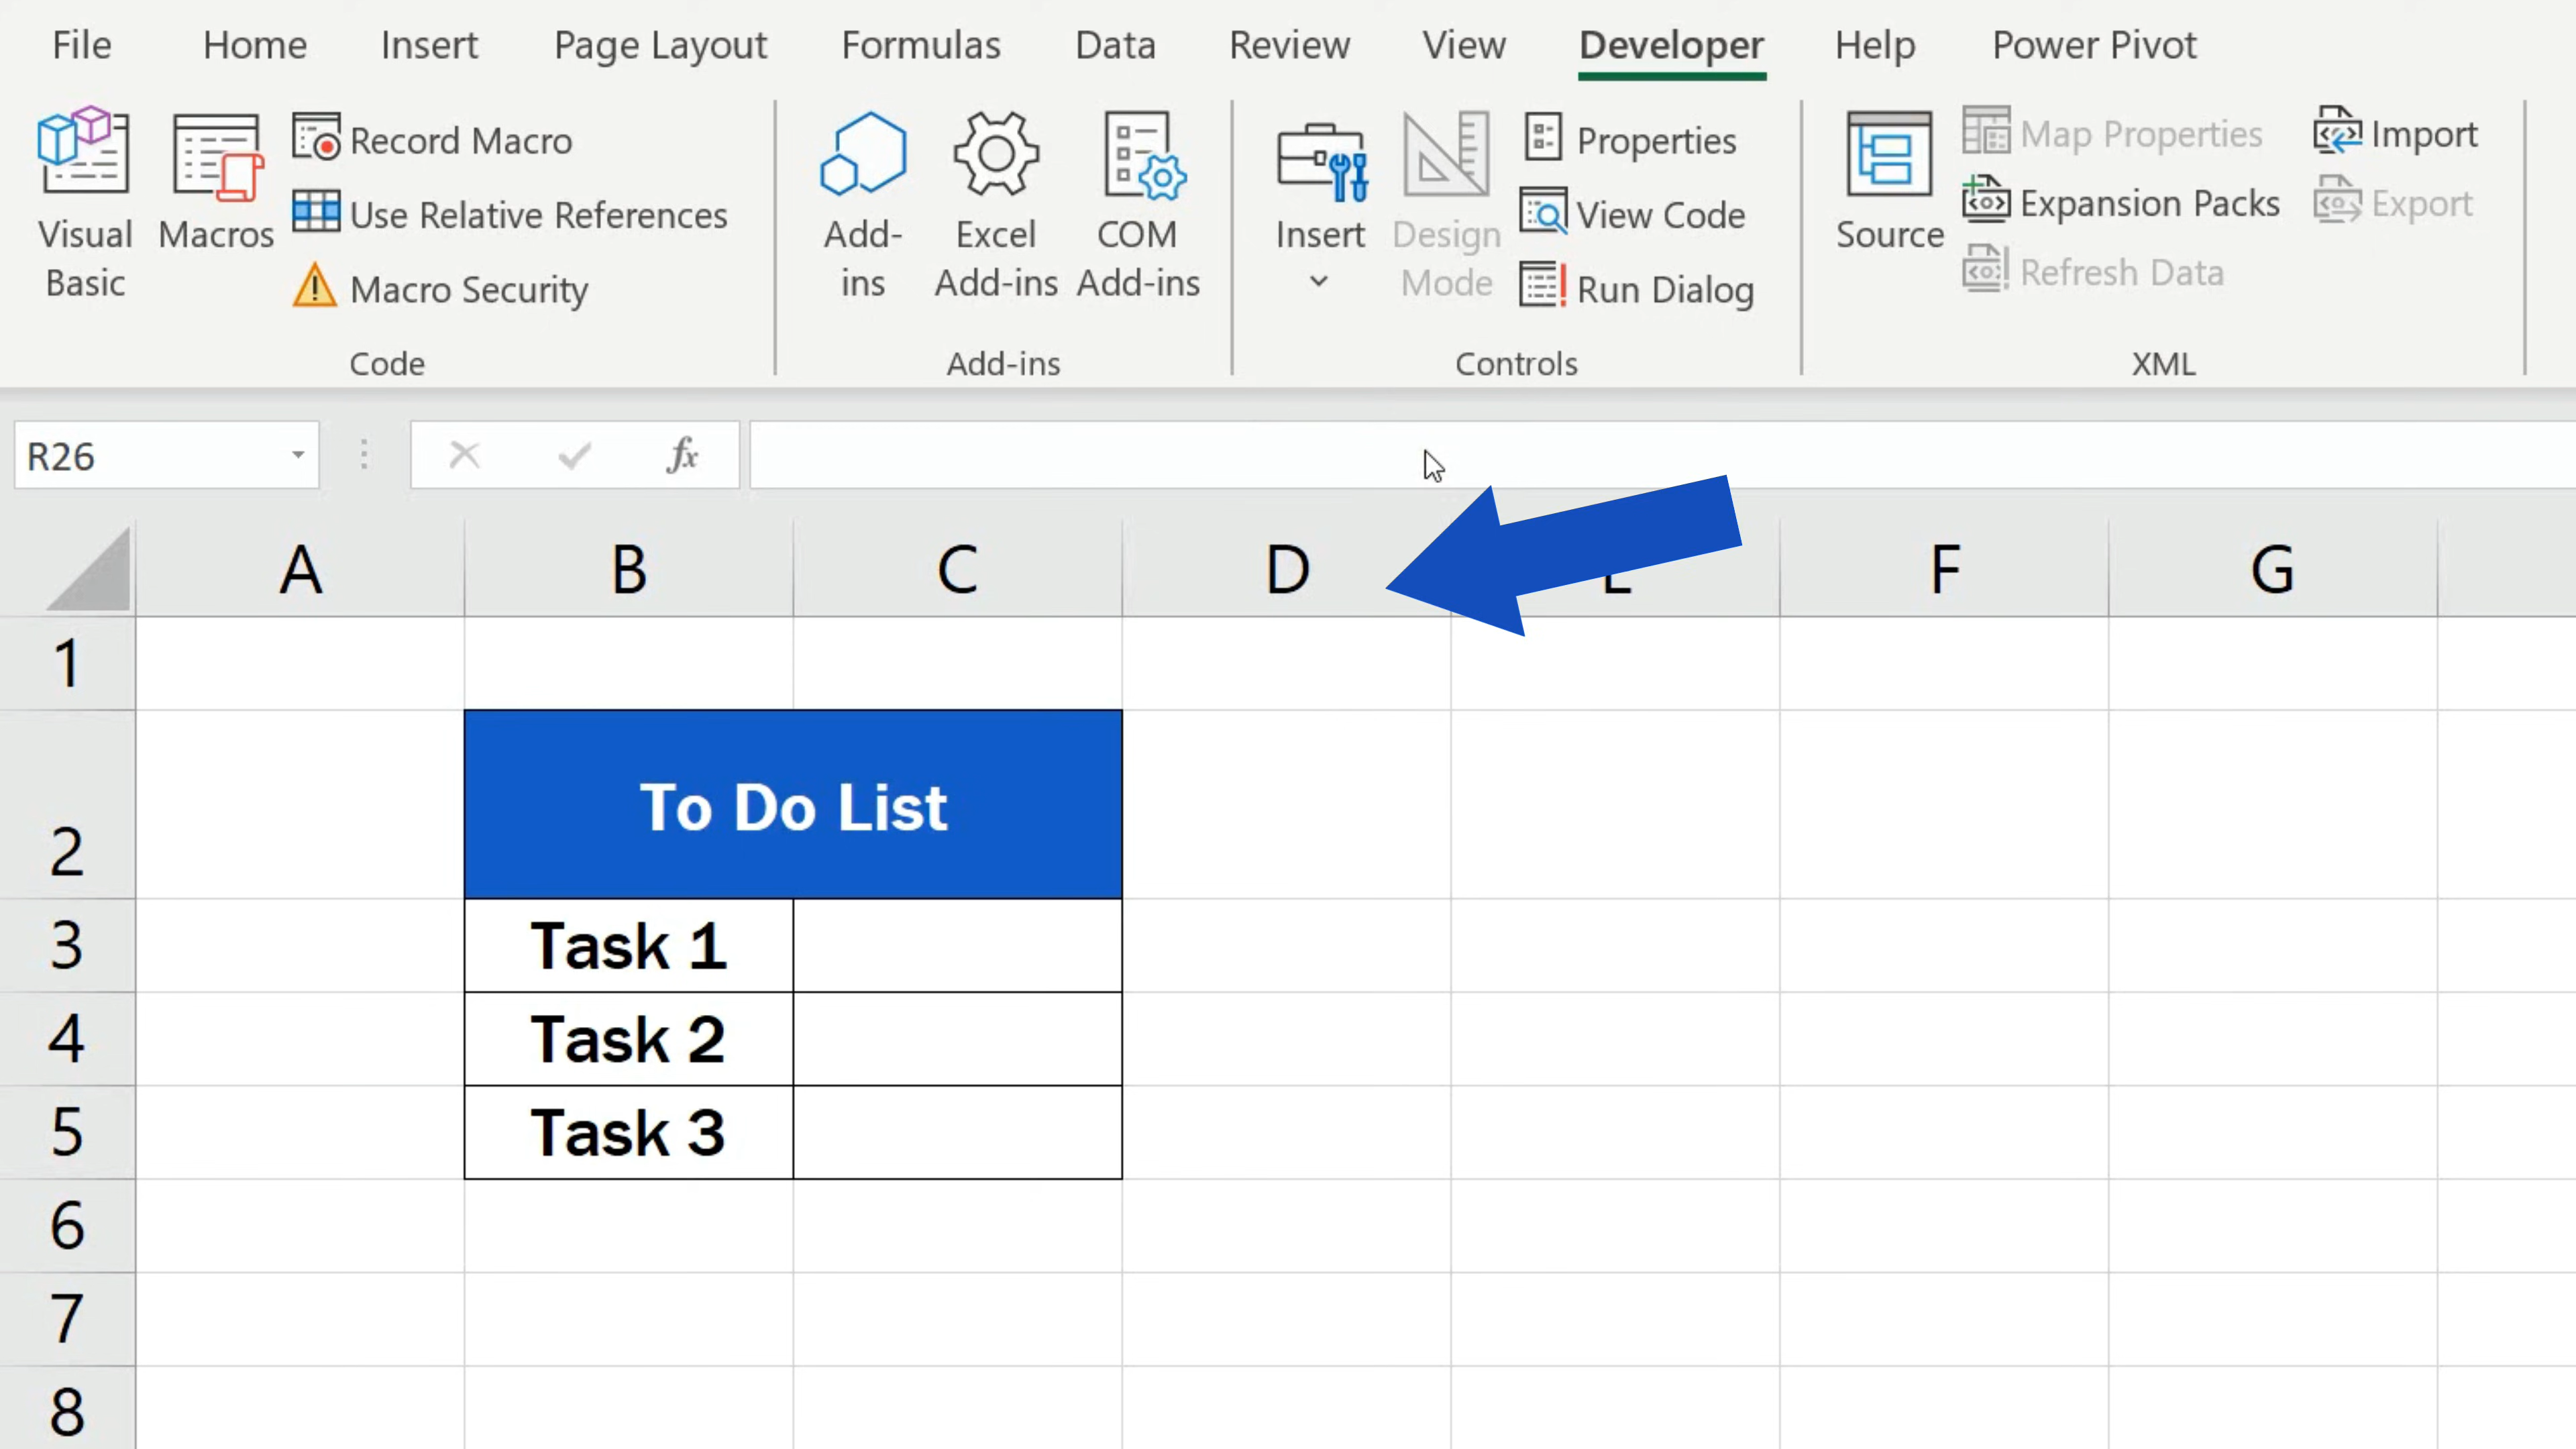 File Home Insert Page Layout Formulas Data Review View Developer Help Power Pivot
Visual Basic
Macros
Record Macro
Use Relative References
Macro Security
Code
Add-ins
Excel Add-ins
COM Add-ins
Add-ins
Insert
Design Mode
Properties
View Code
Run Dialog
Controls
Source
Map Properties
Expansion Packs
Refresh Data
Import
Export
XML
R26
fx
A B C D E F G
1
2 To Do List
3 Task 1
4 Task 2
5 Task 3
6
7
8